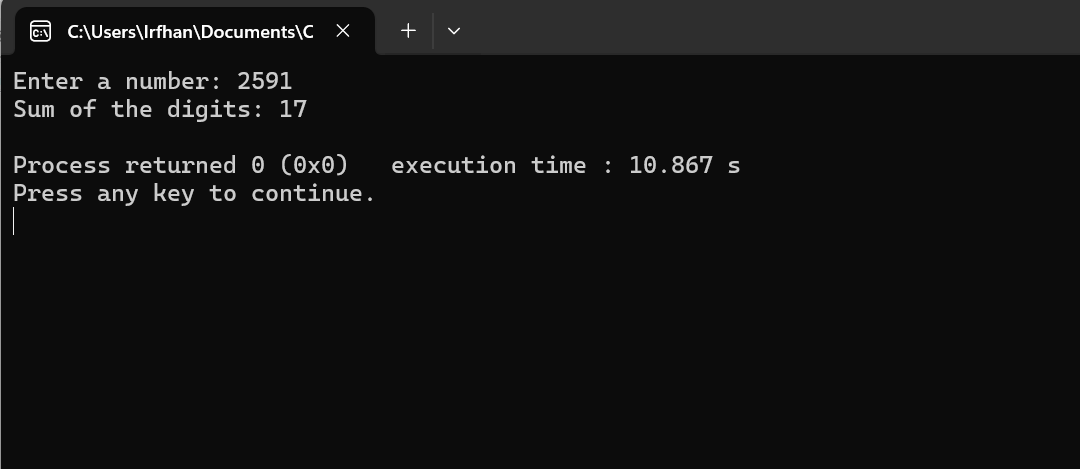 C:\Users\Irfhan\Documents\C
Enter a number: 2591
Sum of the digits: 17
Process returned 0 (0x0)   execution time : 10.867 s
Press any key to continue.